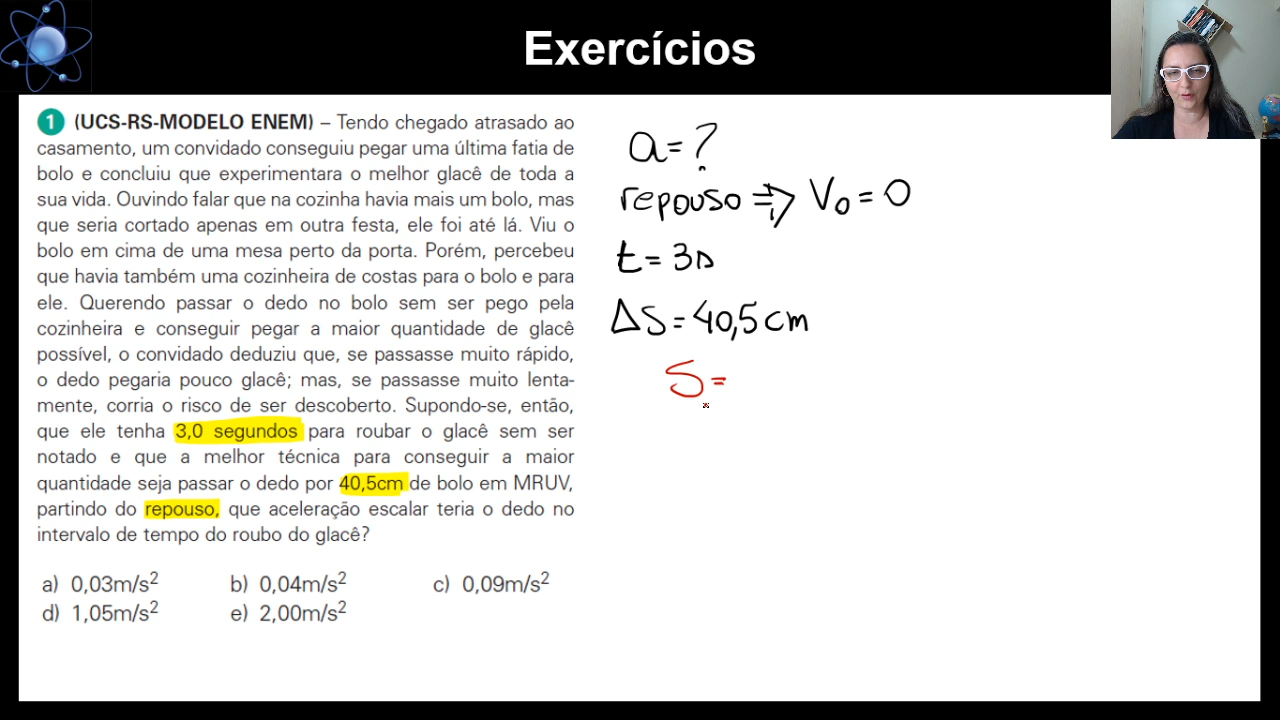 Exercícios
1 (UCS-RS-MODELO ENEM) – Tendo chegado atrasado ao
casamento, um convidado conseguiu pegar uma última fatia de
bolo e concluiu que experimentara o melhor glacê de toda a
sua vida. Ouvindo falar que na cozinha havia mais um bolo, mas
que seria cortado apenas em outra festa, ele foi até lá. Viu o
bolo em cima de uma mesa perto da porta. Porém, percebeu
que havia também uma cozinheira de costas para o bolo e para
ele. Querendo passar o dedo no bolo sem ser pego pela
cozinheira e conseguir pegar a maior quantidade de glacê
possível, o convidado deduziu que, se passasse muito rápido,
o dedo pegaria pouco glacê; mas, se passasse muito lenta-
mente, corria o risco de ser descoberto. Supondo-se, então,
que ele tenha 3,0 segundos para roubar o glacê sem ser
notado e que a melhor técnica para conseguir a maior
quantidade seja passar o dedo por 40,5cm de bolo em MRUV,
partindo do repouso, que aceleração escalar teria o dedo no
intervalo de tempo do roubo do glacê?
a) 0,03m/s² b) 0,04m/s² c) 0,09m/s²
d) 1,05m/s² e) 2,00m/s²
a = ?
repouso ⇒ V₀ = 0
t = 3s
ΔS = 40,5 cm
S =